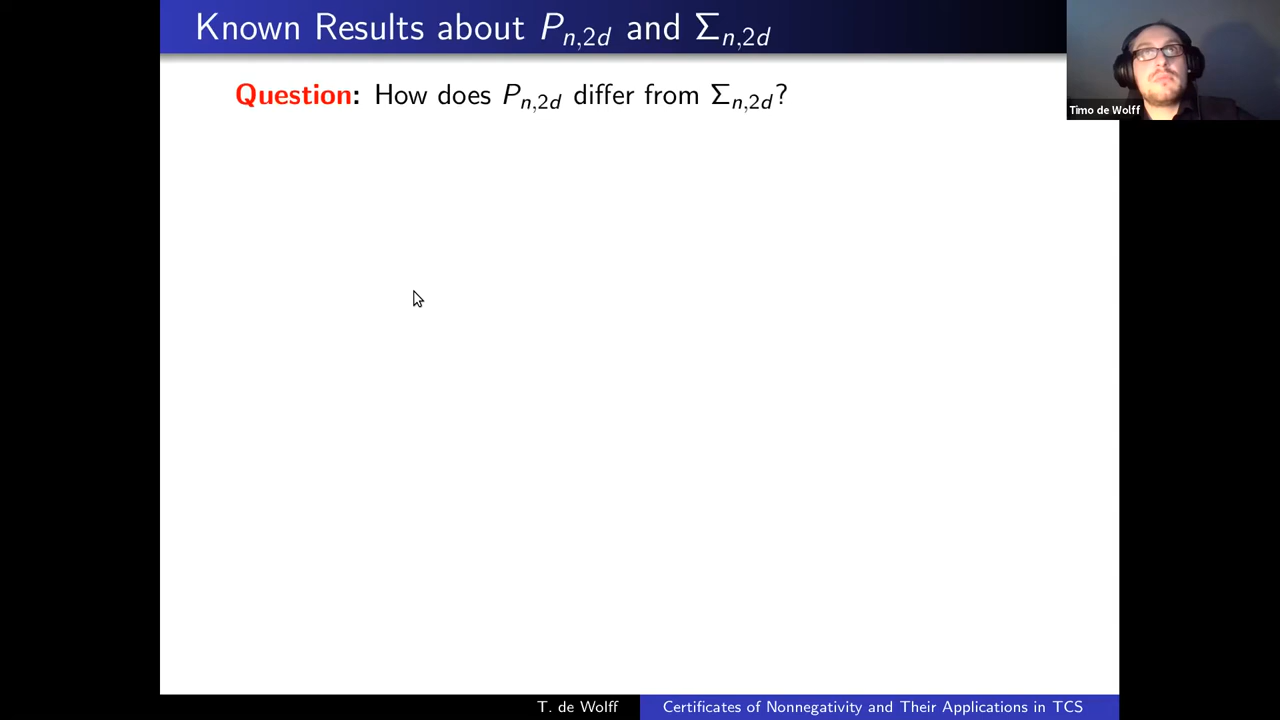 Known Results about P_{n,2d} and Σ_{n,2d}
Timo de Wolff
Question: How does P_{n,2d} differ from Σ_{n,2d}?
T. de Wolff
Certificates of Nonnegativity and Their Applications in TCS